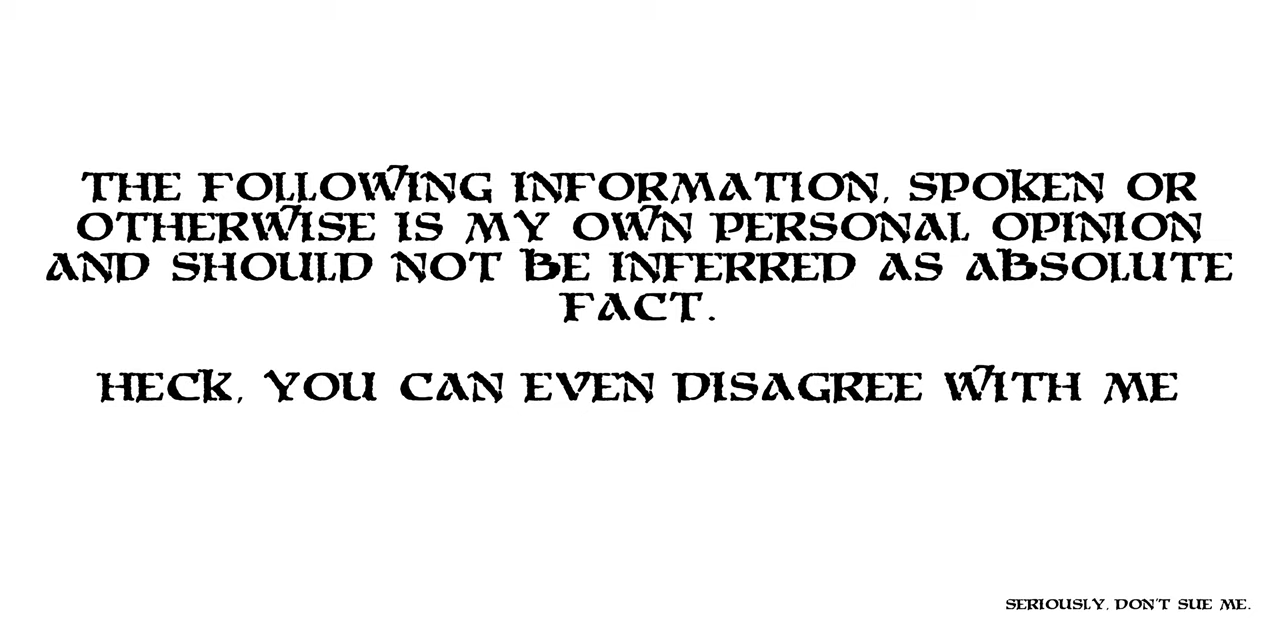 THE FOLLOWING INFORMATION, SPOKEN OR
OTHERWISE IS MY OWN PERSONAL OPINION
AND SHOULD NOT BE INFERRED AS ABSOLUTE
FACT.
HECK, YOU CAN EVEN DISAGREE WITH ME
SERIOUSLY, DON'T SUE ME.